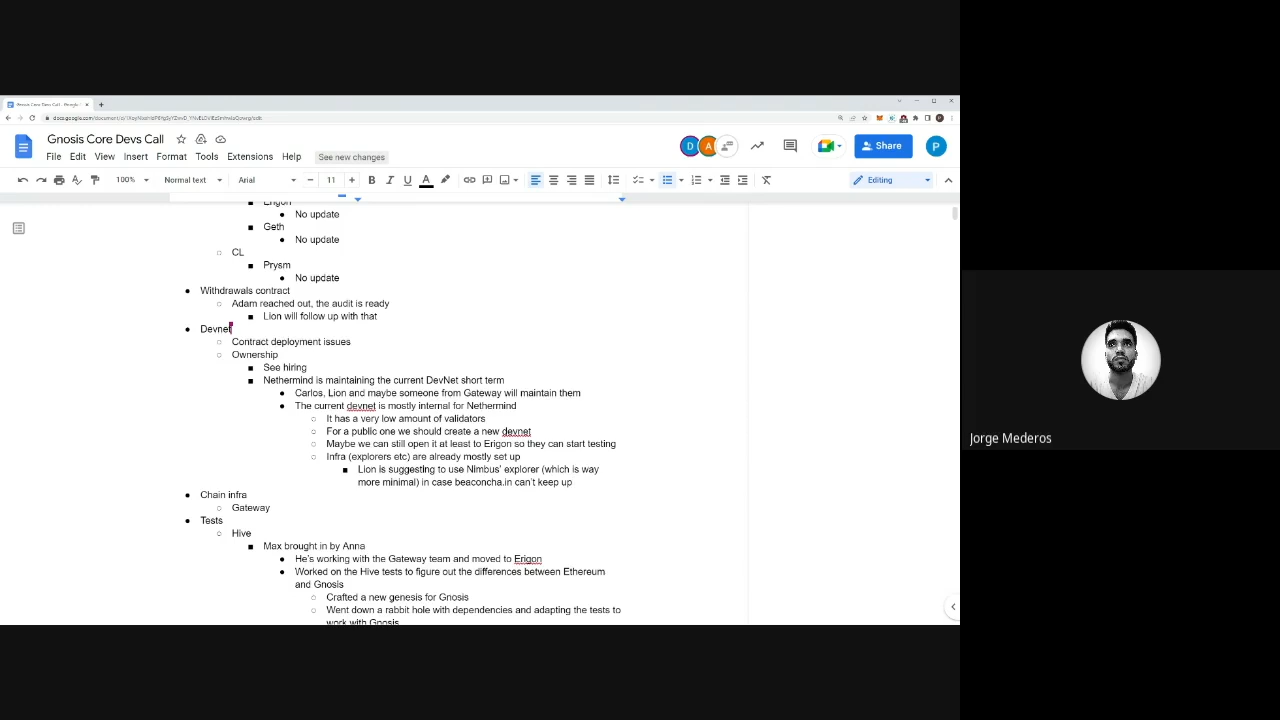 Gnosis Core Devs Call
File Edit View Insert Format Tools Extensions Help See new changes
Share
P
D A
100% Normal text Arial 11 B I U A Editing
Erigon
No update
Geth
No update
CL
Prysm
No update
Withdrawals contract
Adam reached out, the audit is ready
Lion will follow up with that
Devnet
Contract deployment issues
Ownership
See hiring
Nethermind is maintaining the current DevNet short term
Carlos, Lion and maybe someone from Gateway will maintain them
The current devnet is mostly internal for Nethermind
It has a very low amount of validators
For a public one we should create a new devnet
Maybe we can still open it at least to Erigon so they can start testing
Infra (explorers etc) are already mostly set up
Lion is suggesting to use Nimbus' explorer (which is way
more minimal) in case beaconcha.in can't keep up
Chain infra
Gateway
Tests
Hive
Max brought in by Anna
He's working with the Gateway team and moved to Erigon
Worked on the Hive tests to figure out the differences between Ethereum
and Gnosis
Crafted a new genesis for Gnosis
Went down a rabbit hole with dependencies and adapting the tests to
work with Gnosis
Jorge Mederos